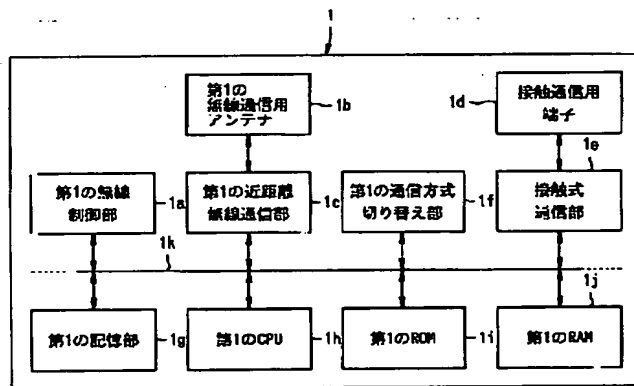 1
第1の
無線通信用
アンテナ
1b
1d
接触通信用
端子
1e
第1の無線
制御部
1a
第1の近距離
無線通信部
1c
第1の通信方式
切り替え部
1f
接触式
通信部
1k
1j
第1の記憶部
1g
第1のCPU
1h
第1のROM
1i
第1のRAM